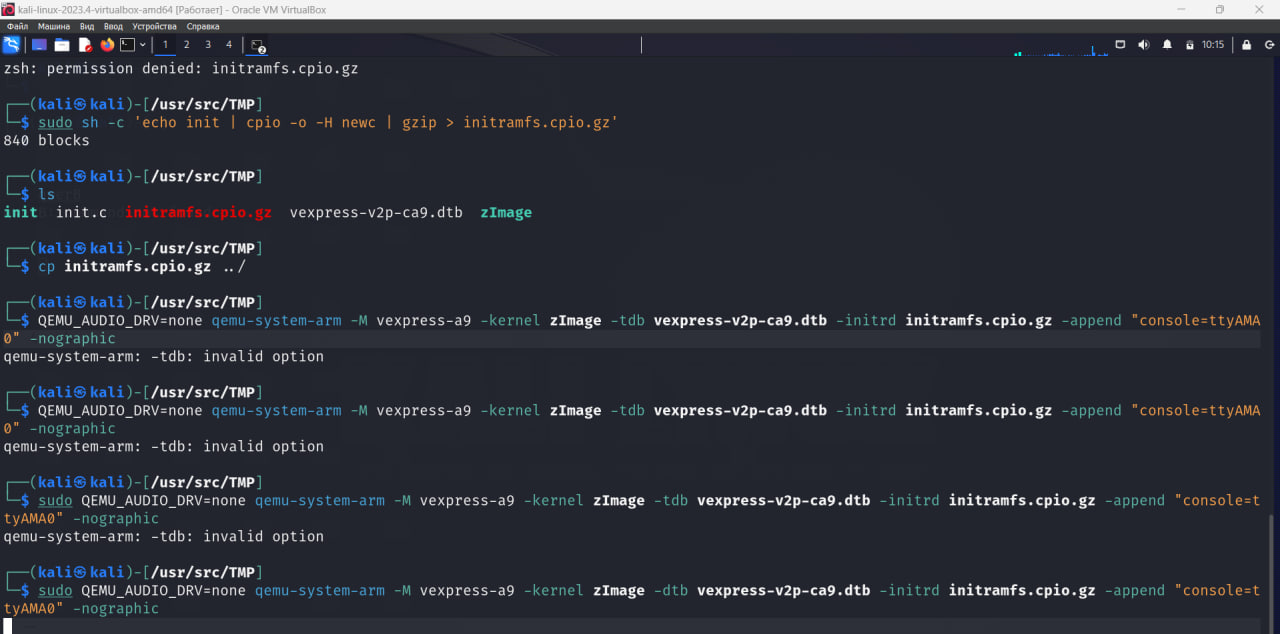 kali-linux-2023.4-virtualbox-amd64 [Работает] - Oracle VM VirtualBox
Файл Машина Вид Ввод Устройства Справка
1 2 3 4 2 10:15
zsh: permission denied: initramfs.cpio.gz
┌──(kali㉿kali)-[/usr/src/TMP]
└─$ sudo sh -c 'echo init | cpio -o -H newc | gzip > initramfs.cpio.gz'
840 blocks
┌──(kali㉿kali)-[/usr/src/TMP]
└─$ ls
init init.c initramfs.cpio.gz vexpress-v2p-ca9.dtb zImage
┌──(kali㉿kali)-[/usr/src/TMP]
└─$ cp initramfs.cpio.gz ../
┌──(kali㉿kali)-[/usr/src/TMP]
└─$ QEMU_AUDIO_DRV=none qemu-system-arm -M vexpress-a9 -kernel zImage -tdb vexpress-v2p-ca9.dtb -initrd initramfs.cpio.gz -append "console=ttyAMA
0" -nographic
qemu-system-arm: -tdb: invalid option
┌──(kali㉿kali)-[/usr/src/TMP]
└─$ QEMU_AUDIO_DRV=none qemu-system-arm -M vexpress-a9 -kernel zImage -tdb vexpress-v2p-ca9.dtb -initrd initramfs.cpio.gz -append "console=ttyAMA
0" -nographic
qemu-system-arm: -tdb: invalid option
┌──(kali㉿kali)-[/usr/src/TMP]
└─$ sudo QEMU_AUDIO_DRV=none qemu-system-arm -M vexpress-a9 -kernel zImage -tdb vexpress-v2p-ca9.dtb -initrd initramfs.cpio.gz -append "console=t
tyAMA0" -nographic
qemu-system-arm: -tdb: invalid option
┌──(kali㉿kali)-[/usr/src/TMP]
└─$ sudo QEMU_AUDIO_DRV=none qemu-system-arm -M vexpress-a9 -kernel zImage -dtb vexpress-v2p-ca9.dtb -initrd initramfs.cpio.gz -append "console=t
tyAMA0" -nographic